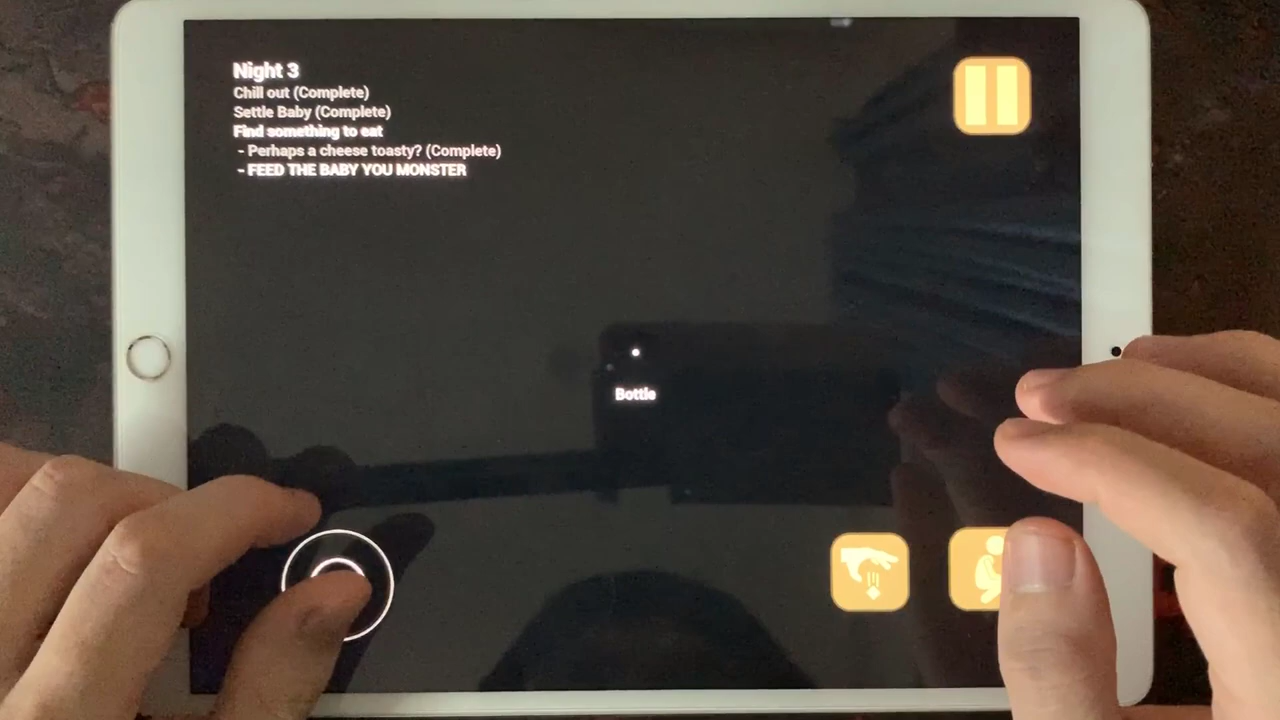 Night 3
Chill out (Complete)
Settle Baby (Complete)
Find something to eat
- Perhaps a cheese toasty? (Complete)
- FEED THE BABY YOU MONSTER
Bottle